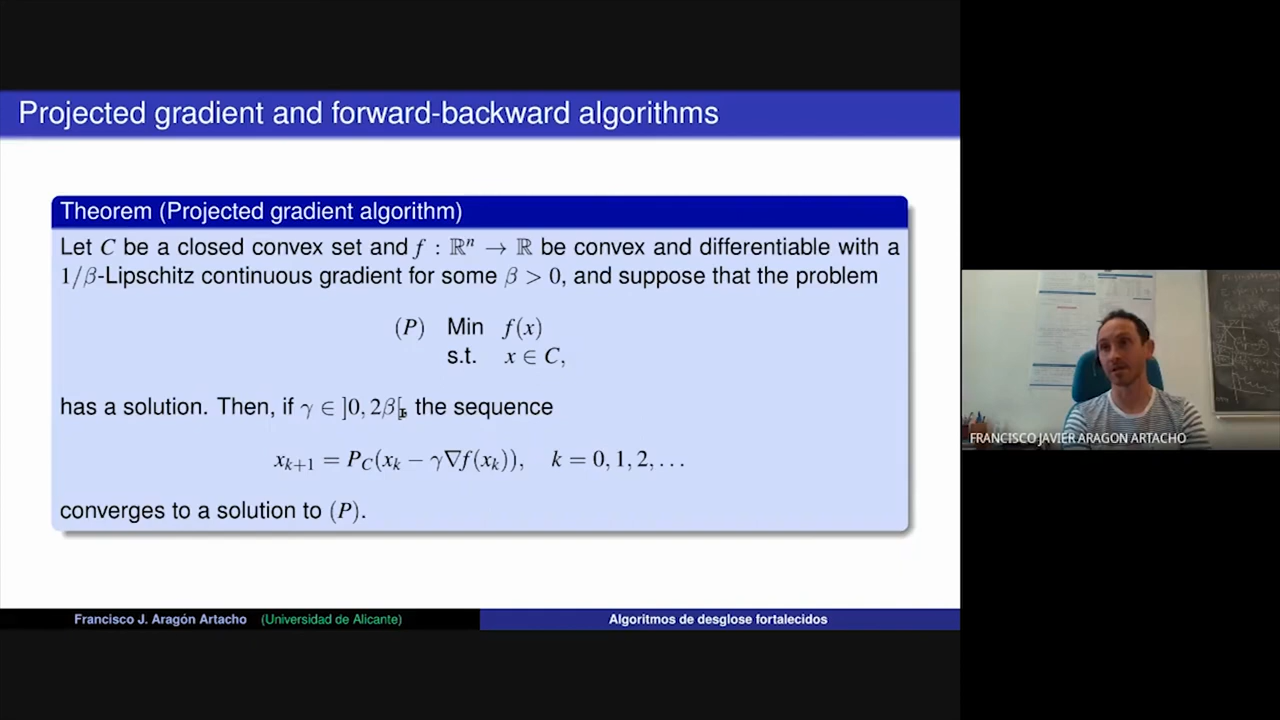 Projected gradient and forward-backward algorithms
Theorem (Projected gradient algorithm)
Let C be a closed convex set and f : ℝⁿ → ℝ be convex and differentiable with a
1/β-Lipschitz continuous gradient for some β > 0, and suppose that the problem
(P) Min f(x)
s.t. x ∈ C,
has a solution. Then, if γ ∈ ]0, 2β[, the sequence
xₖ₊₁ = P_C(xₖ − γ∇f(xₖ)), k = 0, 1, 2, …
converges to a solution to (P).
FRANCISCO JAVIER ARAGON ARTACHO
Francisco J. Aragón Artacho (Universidad de Alicante) Algoritmos de desglose fortalecidos